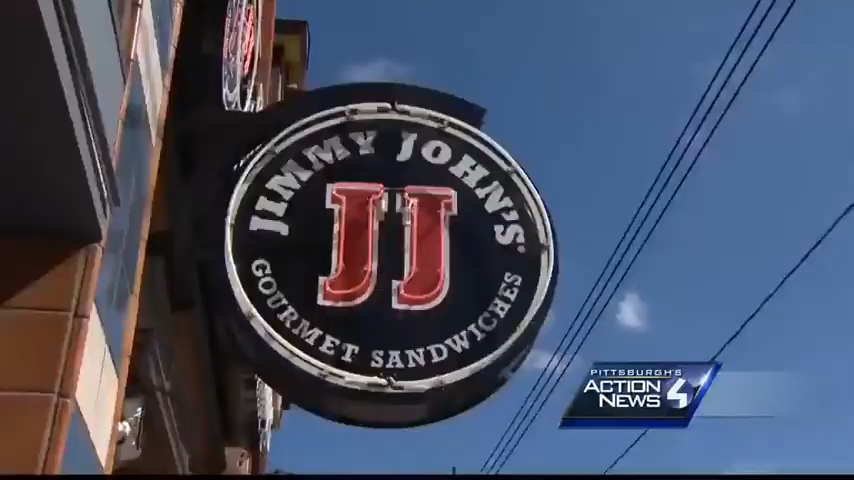 JIMMY JOHN'S
JJ
GOURMET SANDWICHES
PITTSBURGH'S
ACTION
NEWS 4